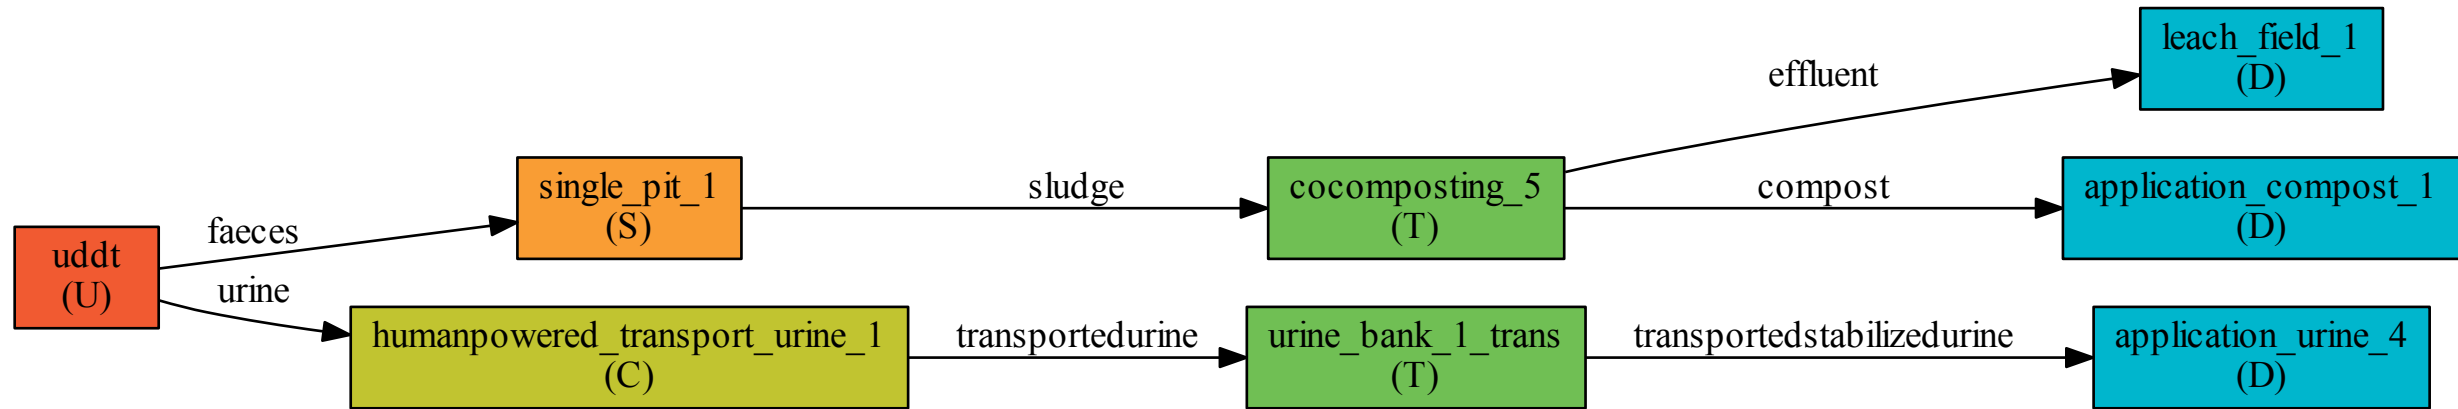 leach_field_1
(D)
effluent
single_pit_1
(S)
sludge
cocomposting_5
(T)
compost
application_compost_1
(D)
faeces
uddt
(U)
urine
humanpowered_transport_urine_1
(C)
transportedurine
urine_bank_1_trans
(T)
transportedstabilizedurine
application_urine_4
(D)